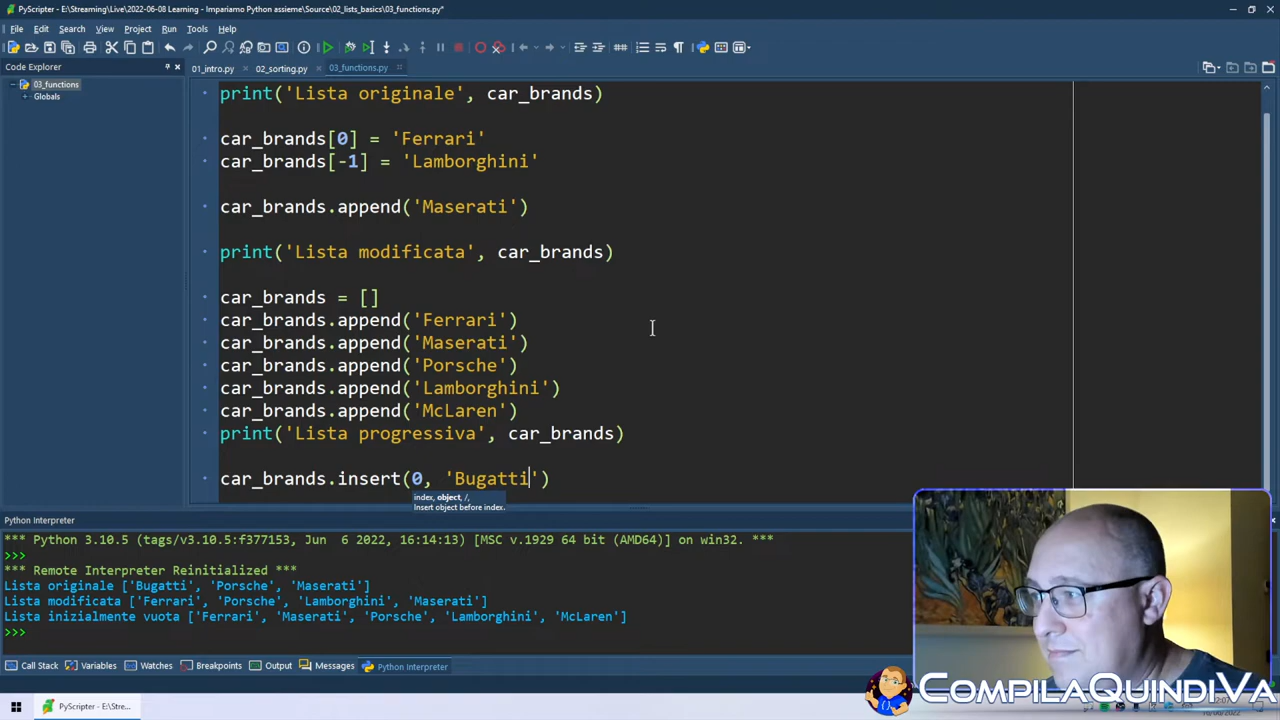 PyScripter - E:\Streaming\Live\2022-06-08 Learning - Impariamo Python assieme\Source\02_lists_basics\03_functions.py*
File Edit Search View Project Run Tools Help
Code Explorer
01_intro.py
02_sorting.py
03_functions.py
03_functions
Globals
print('Lista originale', car_brands)
car_brands[0] = 'Ferrari'
car_brands[-1] = 'Lamborghini'
car_brands.append('Maserati')
print('Lista modificata', car_brands)
car_brands = []
car_brands.append('Ferrari')
car_brands.append('Maserati')
car_brands.append('Porsche')
car_brands.append('Lamborghini')
car_brands.append('McLaren')
print('Lista progressiva', car_brands)
car_brands.insert(0, 'Bugatti')
index, object, /,
Insert object before index.
Python Interpreter
*** Python 3.10.5 (tags/v3.10.5:f377153, Jun 6 2022, 16:14:13) [MSC v.1929 64 bit (AMD64)] on win32. ***
>>>
*** Remote Interpreter Reinitialized ***
Lista originale ['Bugatti', 'Porsche', 'Maserati']
Lista modificata ['Ferrari', 'Porsche', 'Lamborghini', 'Maserati']
Lista inizialmente vuota ['Ferrari', 'Maserati', 'Porsche', 'Lamborghini', 'McLaren']
>>>
Call Stack Variables Watches Breakpoints Output Messages Python Interpreter
CompilaQuindiVa
PyScripter - E:\Stre...